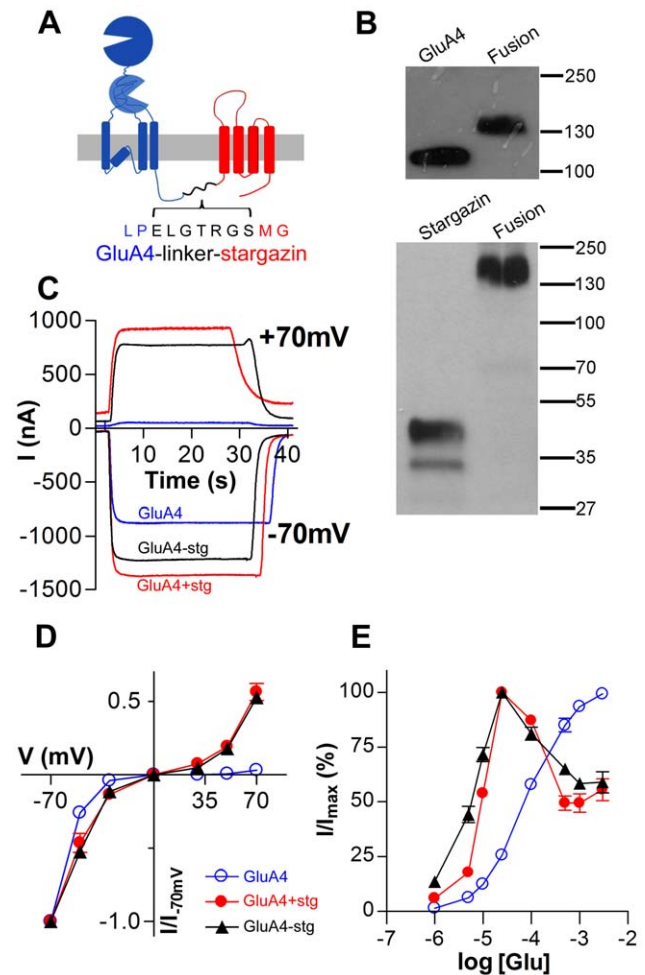 A
L P E L G T R G S M G
GluA4-linker-stargazin
B
GluA4 Fusion
250
130
100
Stargazin Fusion
250
130
100
70
55
35
27
C
1000
500
0
-500
-1000
-1500
I (nA)
+70mV
10 20 30 40
Time (s)
GluA4
-70mV
GluA4-stg
GluA4+stg
D
0.5
V (mV)
-70 35 70
-1.0
I/I-70mV
GluA4
GluA4+stg
GluA4-stg
E
100
75
50
25
0
I/Imax (%)
-7 -6 -5 -4 -3 -2
log [Glu]